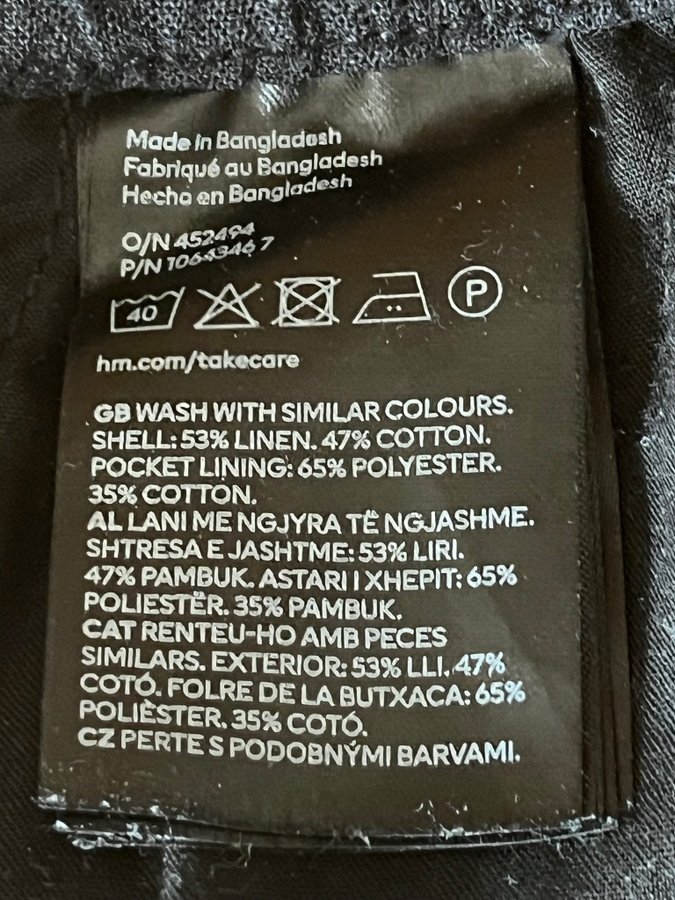 Made in Bangladesh
Fabriqué au Bangladesh
Hecho en Bangladesh
O/N 452494
P/N 1064346 7
40
P
hm.com/takecare
GB WASH WITH SIMILAR COLOURS.
SHELL: 53% LINEN. 47% COTTON.
POCKET LINING: 65% POLYESTER.
35% COTTON.
AL LANI ME NGJYRA TË NGJASHME.
SHTRESA E JASHTME: 53% LIRI.
47% PAMBUK. ASTARI I XHEPIT: 65%
POLIESTËR. 35% PAMBUK.
CAT RENTEU-HO AMB PECES
SIMILARS. EXTERIOR: 53% LLI. 47%
COTÓ. FOLRE DE LA BUTXACA: 65%
POLIÈSTER. 35% COTÓ.
CZ PERTE S PODOBNÝMI BARVAMI.